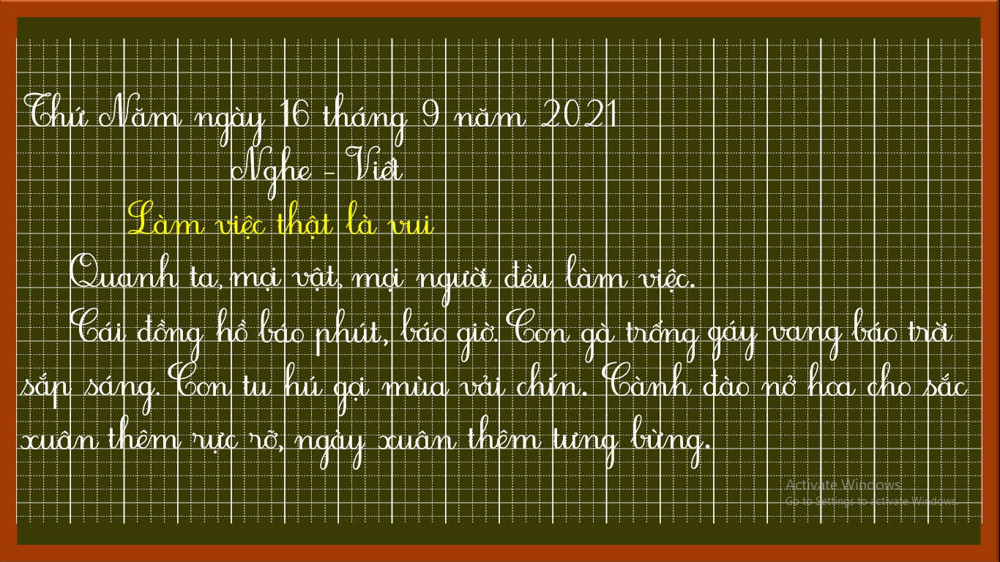 Thứ Năm ngày 16 tháng 9 năm 2021
Nghe - Viết
Làm việc thật là vui
Quanh ta, mọi vật, mọi người đều làm việc.
Cái đồng hồ báo phút, báo giờ. Con gà trống gáy vang báo trời
sắp sáng. Con tu hú gọi mùa vải chín. Cành đào nở hoa cho sắc
xuân thêm rực rỡ, ngày xuân thêm tưng bừng.
Activate Windows
Go to Settings to activate Windows.